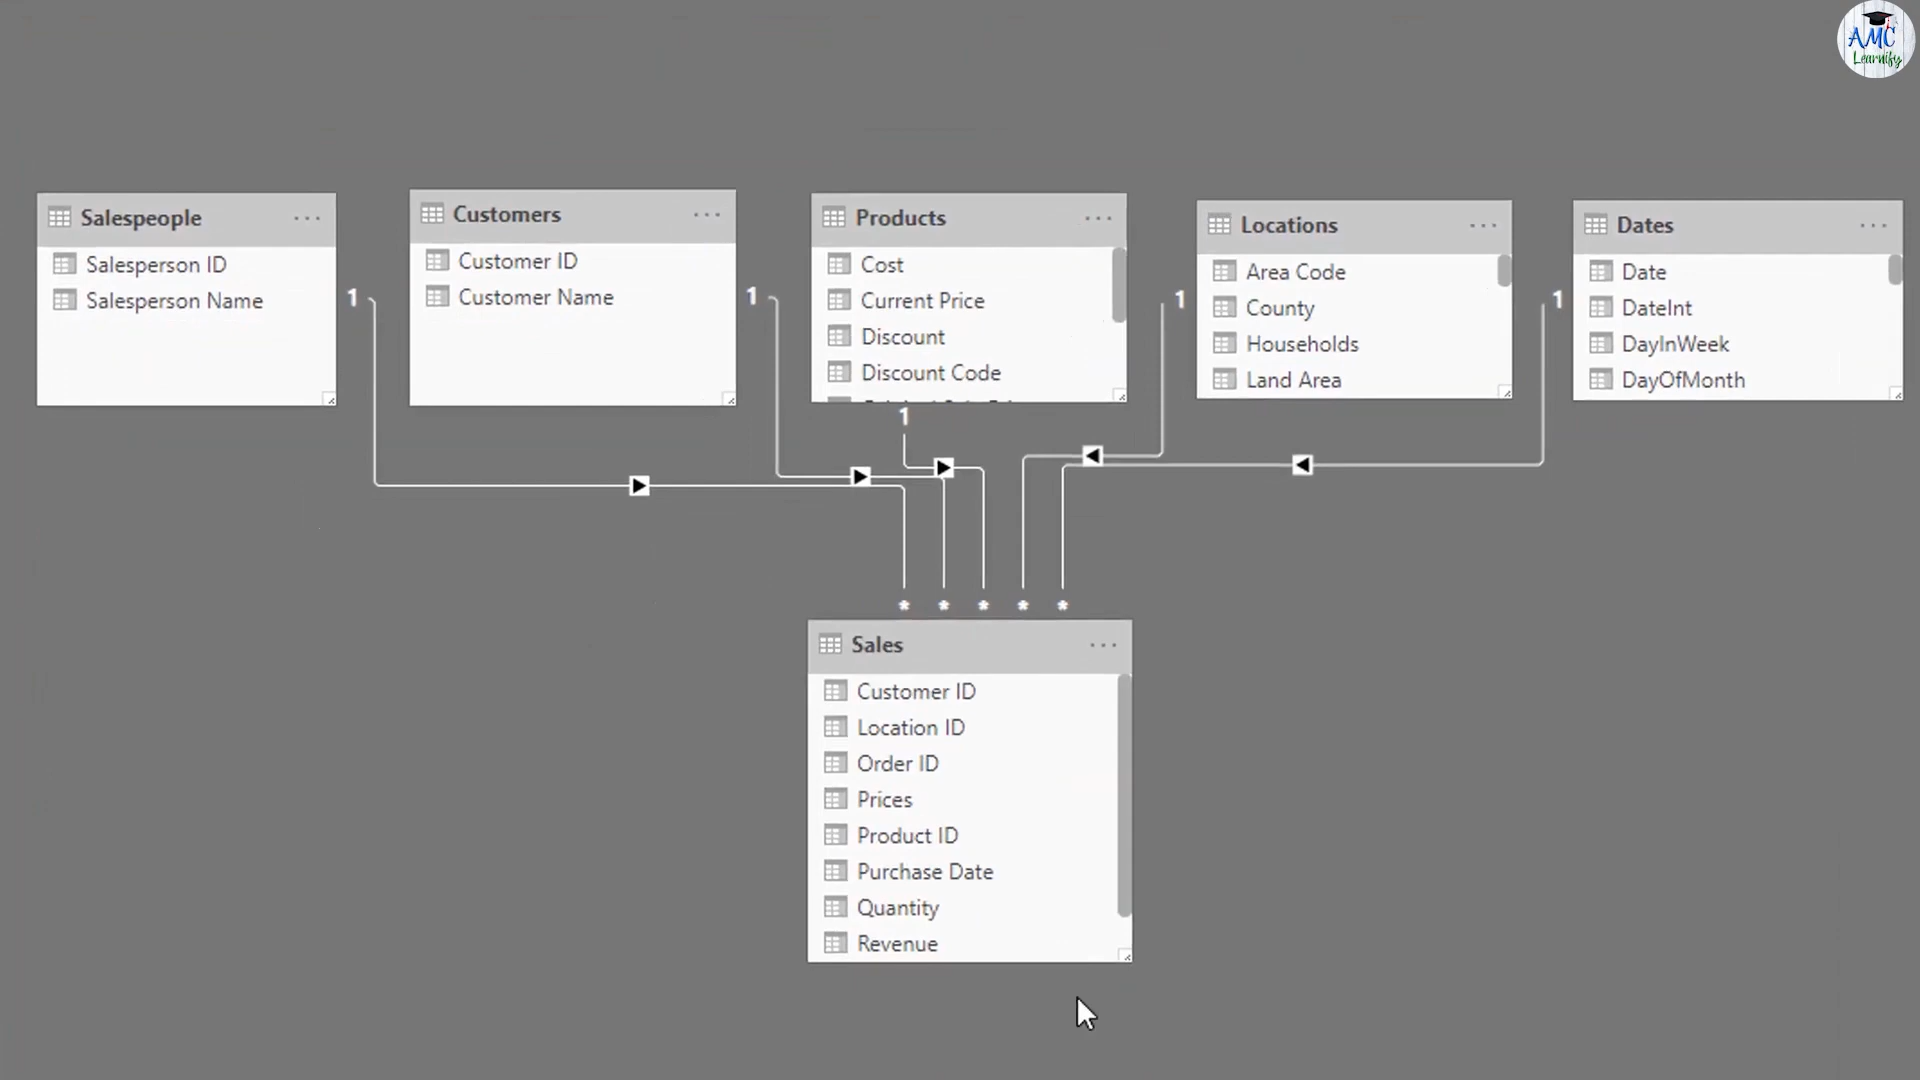 AMC
Learnify
Salespeople
Salesperson ID
Salesperson Name
Customers
Customer ID
Customer Name
Products
Cost
Current Price
Discount
Discount Code
Locations
Area Code
County
Households
Land Area
Dates
Date
DateInt
DayInWeek
DayOfMonth
1
1
1
1
1
* * * * *
Sales
Customer ID
Location ID
Order ID
Prices
Product ID
Purchase Date
Quantity
Revenue